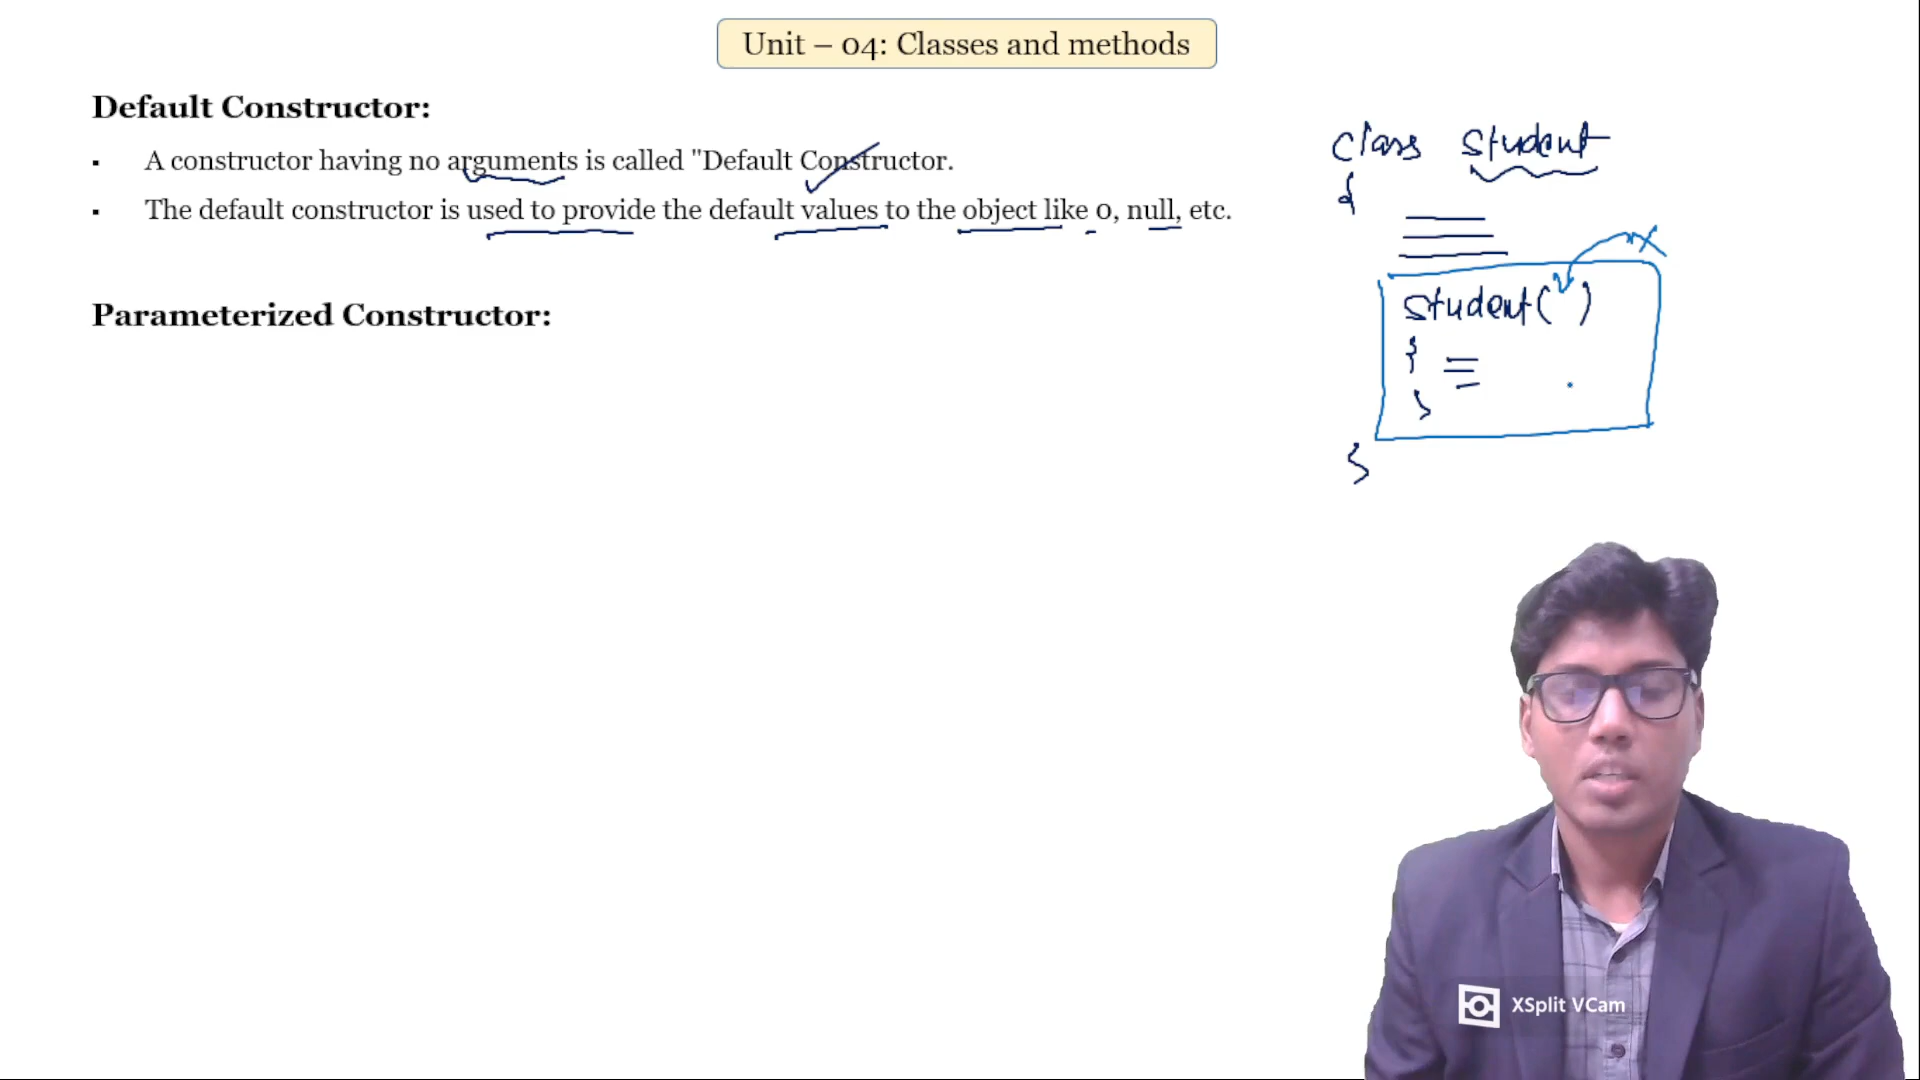 Unit – 04: Classes and methods
Default Constructor:
▪ A constructor having no arguments is called "Default Constructor.
▪ The default constructor is used to provide the default values to the object like 0, null, etc.
Parameterized Constructor:
class student
{
student( )
{
}
}
XSplit VCam